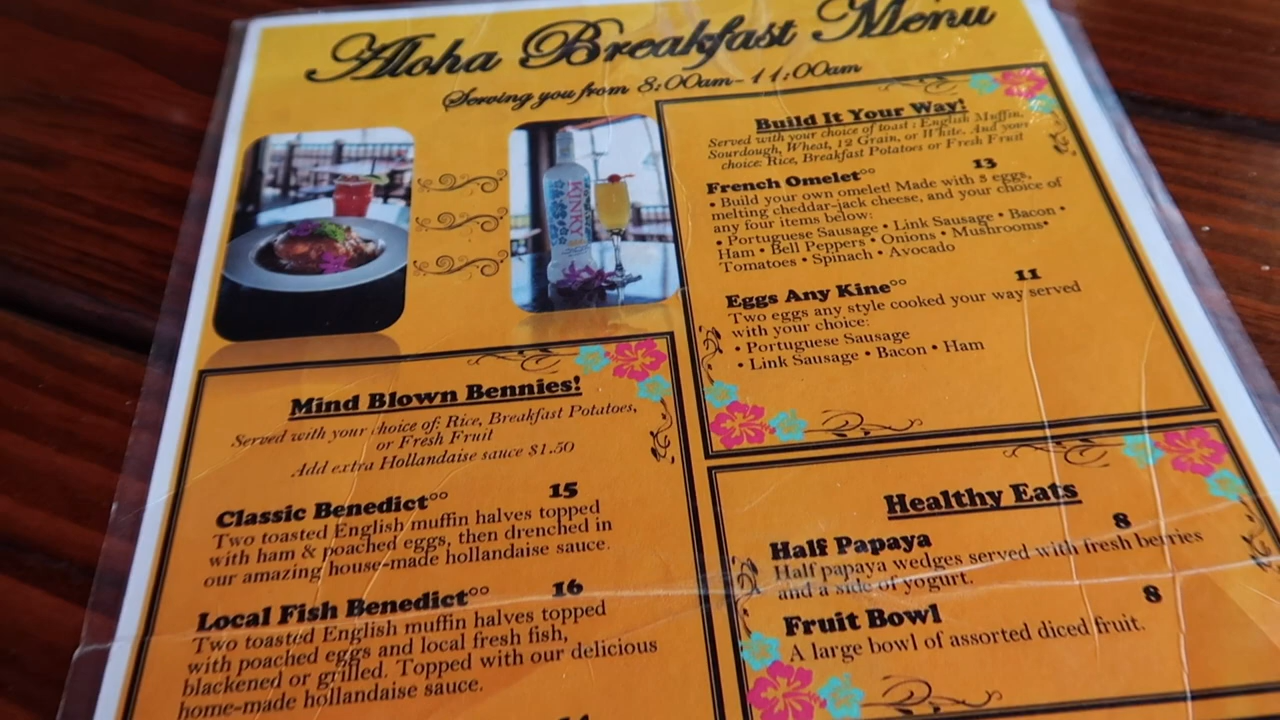 Aloha Breakfast Menu
Serving you from 8:00am-11:00am
KINKY
Build It Your Way!
Served with your choice of toast : English Muffin,
Sourdough, Wheat, 12 Grain, or White. And your
choice: Rice, Breakfast Potatoes or Fresh Fruit
French Omelet°° 13
• Build your own omelet! Made with 3 eggs,
melting cheddar-jack cheese, and your choice of
any four items below:
• Portuguese Sausage • Link Sausage • Bacon •
Ham • Bell Peppers • Onions • Mushrooms•
Tomatoes • Spinach • Avocado
Eggs Any Kine°° 11
Two eggs any style cooked your way served
with your choice:
• Portuguese Sausage
• Link Sausage • Bacon • Ham
Mind Blown Bennies!
Served with your choice of: Rice, Breakfast Potatoes,
or Fresh Fruit
Add extra Hollandaise sauce $1.50
Classic Benedict°° 15
Two toasted English muffin halves topped
with ham & poached eggs, then drenched in
our amazing house-made hollandaise sauce.
Local Fish Benedict°° 16
Two toasted English muffin halves topped
with poached eggs and local fresh fish,
blackened or grilled. Topped with our delicious
home-made hollandaise sauce.
Healthy Eats
Half Papaya 8
Half papaya wedges served with fresh berries
and a side of yogurt.
Fruit Bowl 8
A large bowl of assorted diced fruit.